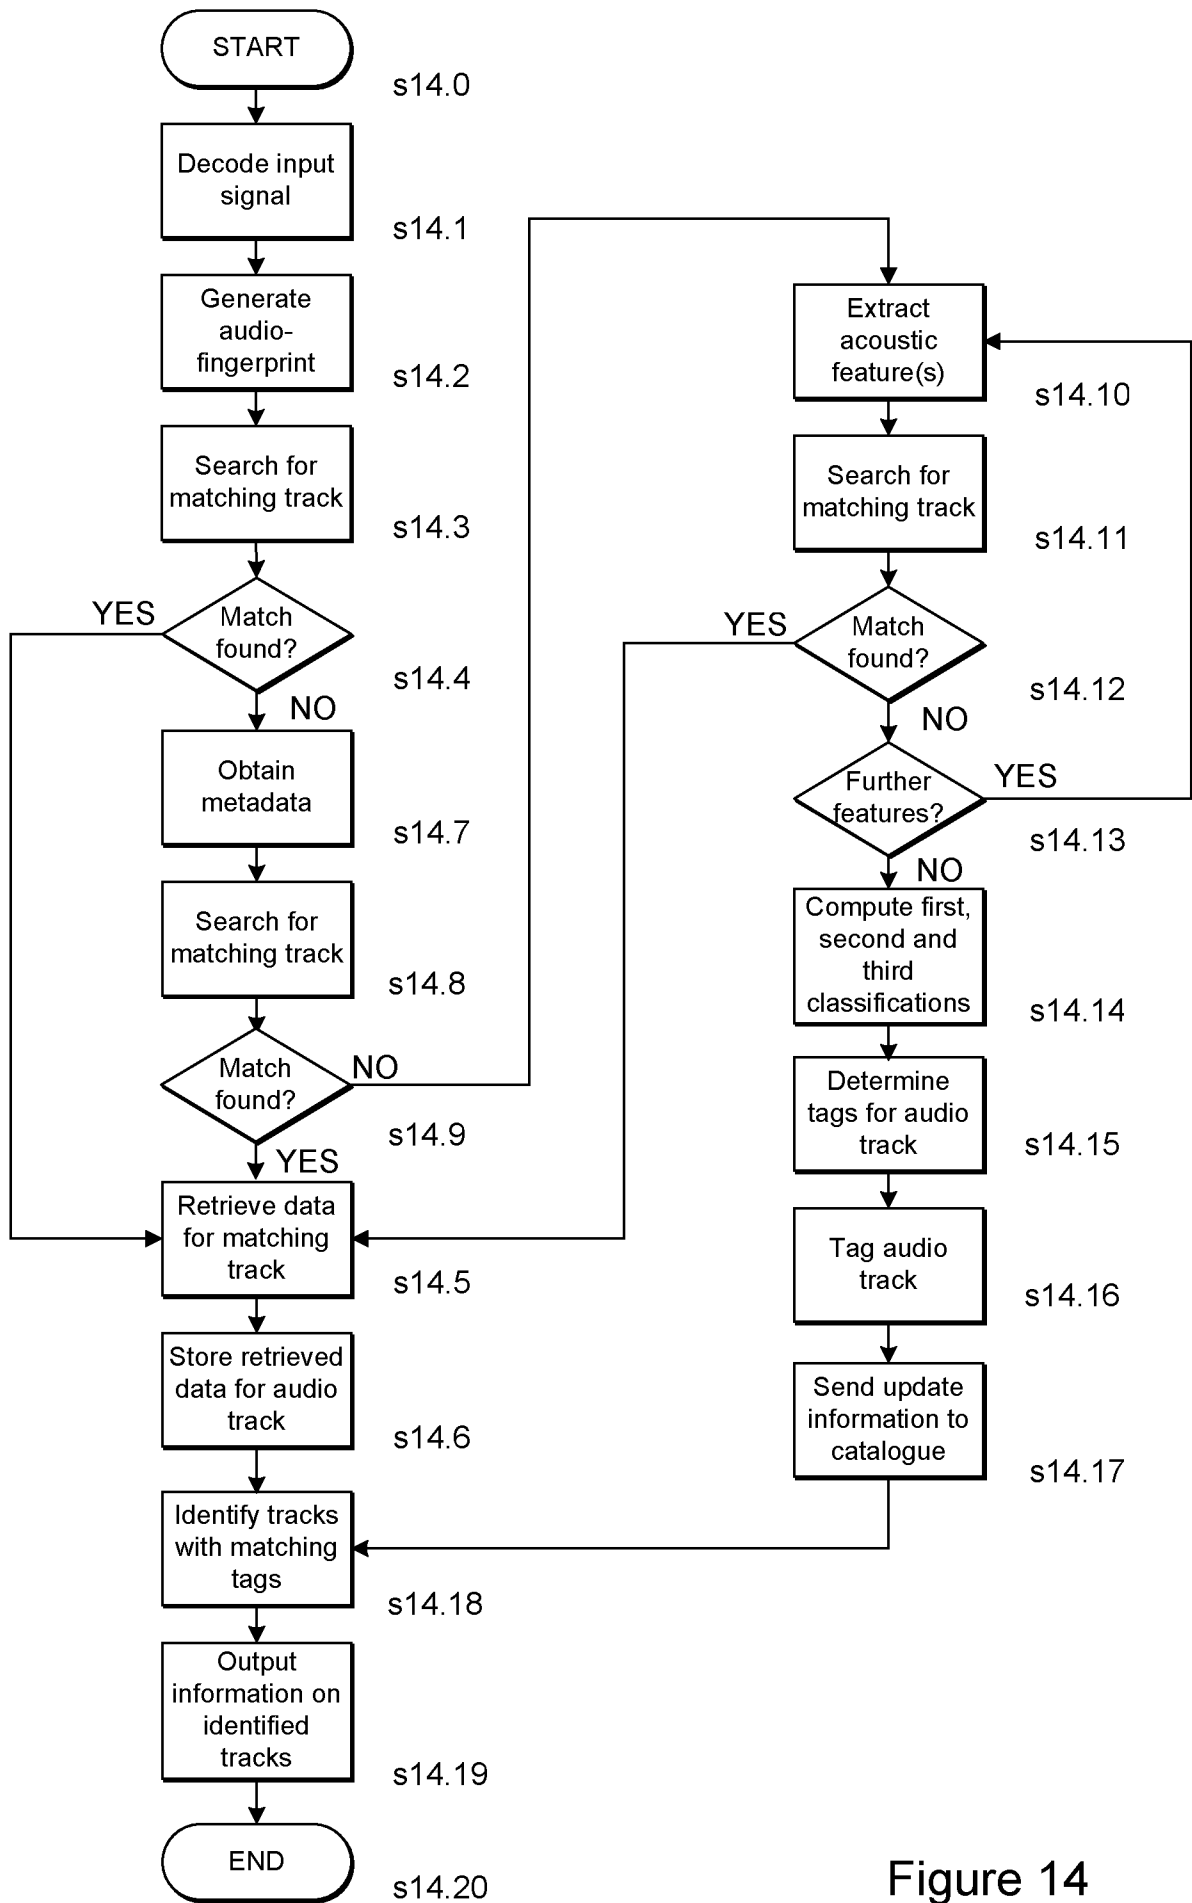 START
s14.0
Decode input
signal
s14.1
Generate
audio-
fingerprint
s14.2
Search for
matching track
s14.3
YES
Match
found?
s14.4
NO
Obtain
metadata
s14.7
Search for
matching track
s14.8
Match
found?
NO
s14.9
YES
Retrieve data
for matching
track
s14.5
Store retrieved
data for audio
track
s14.6
Identify tracks
with matching
tags
s14.18
Output
information on
identified
tracks
s14.19
END
s14.20
Extract
acoustic
feature(s)
s14.10
Search for
matching track
s14.11
YES
Match
found?
s14.12
NO
Further
features?
YES
s14.13
NO
Compute first,
second and
third
classifications
s14.14
Determine
tags for audio
track
s14.15
Tag audio
track
s14.16
Send update
information to
catalogue
s14.17
Figure 14